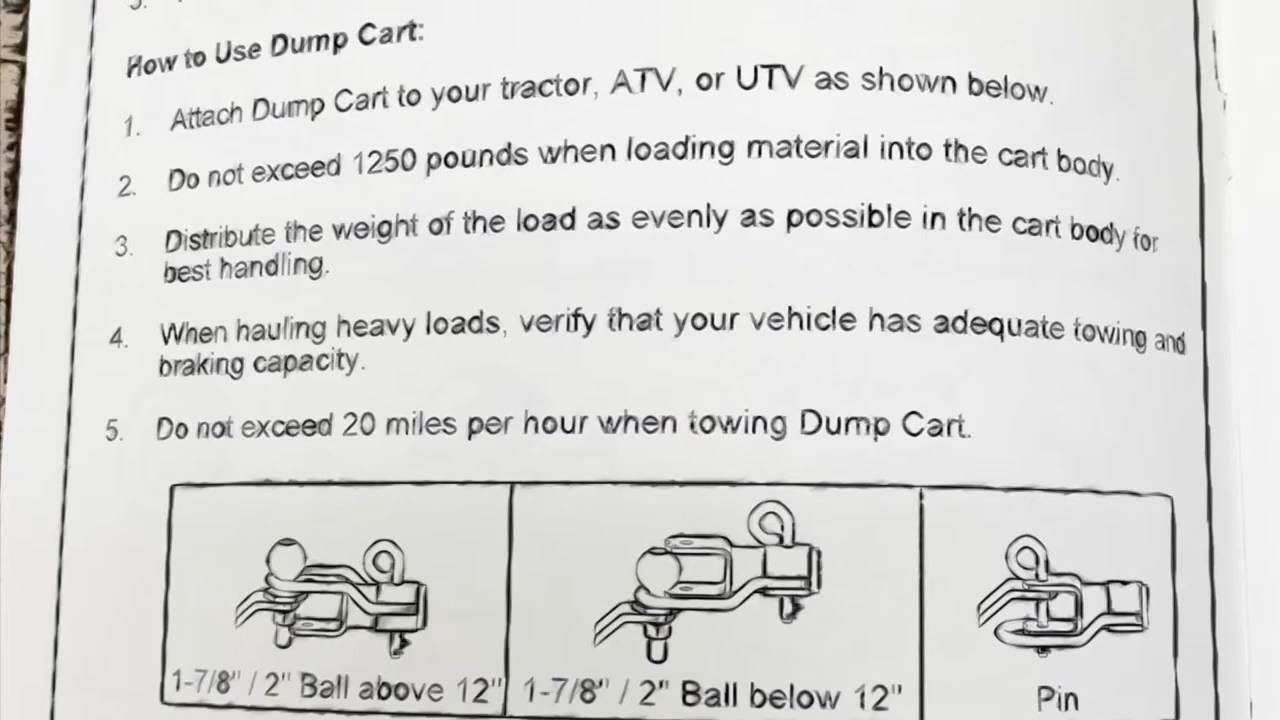 How to Use Dump Cart:
1. Attach Dump Cart to your tractor, ATV, or UTV as shown below.
2. Do not exceed 1250 pounds when loading material into the cart body.
3. Distribute the weight of the load as evenly as possible in the cart body for
best handling.
4. When hauling heavy loads, verify that your vehicle has adequate towing and
braking capacity.
5. Do not exceed 20 miles per hour when towing Dump Cart.
1-7/8" / 2" Ball above 12"
1-7/8" / 2" Ball below 12"
Pin